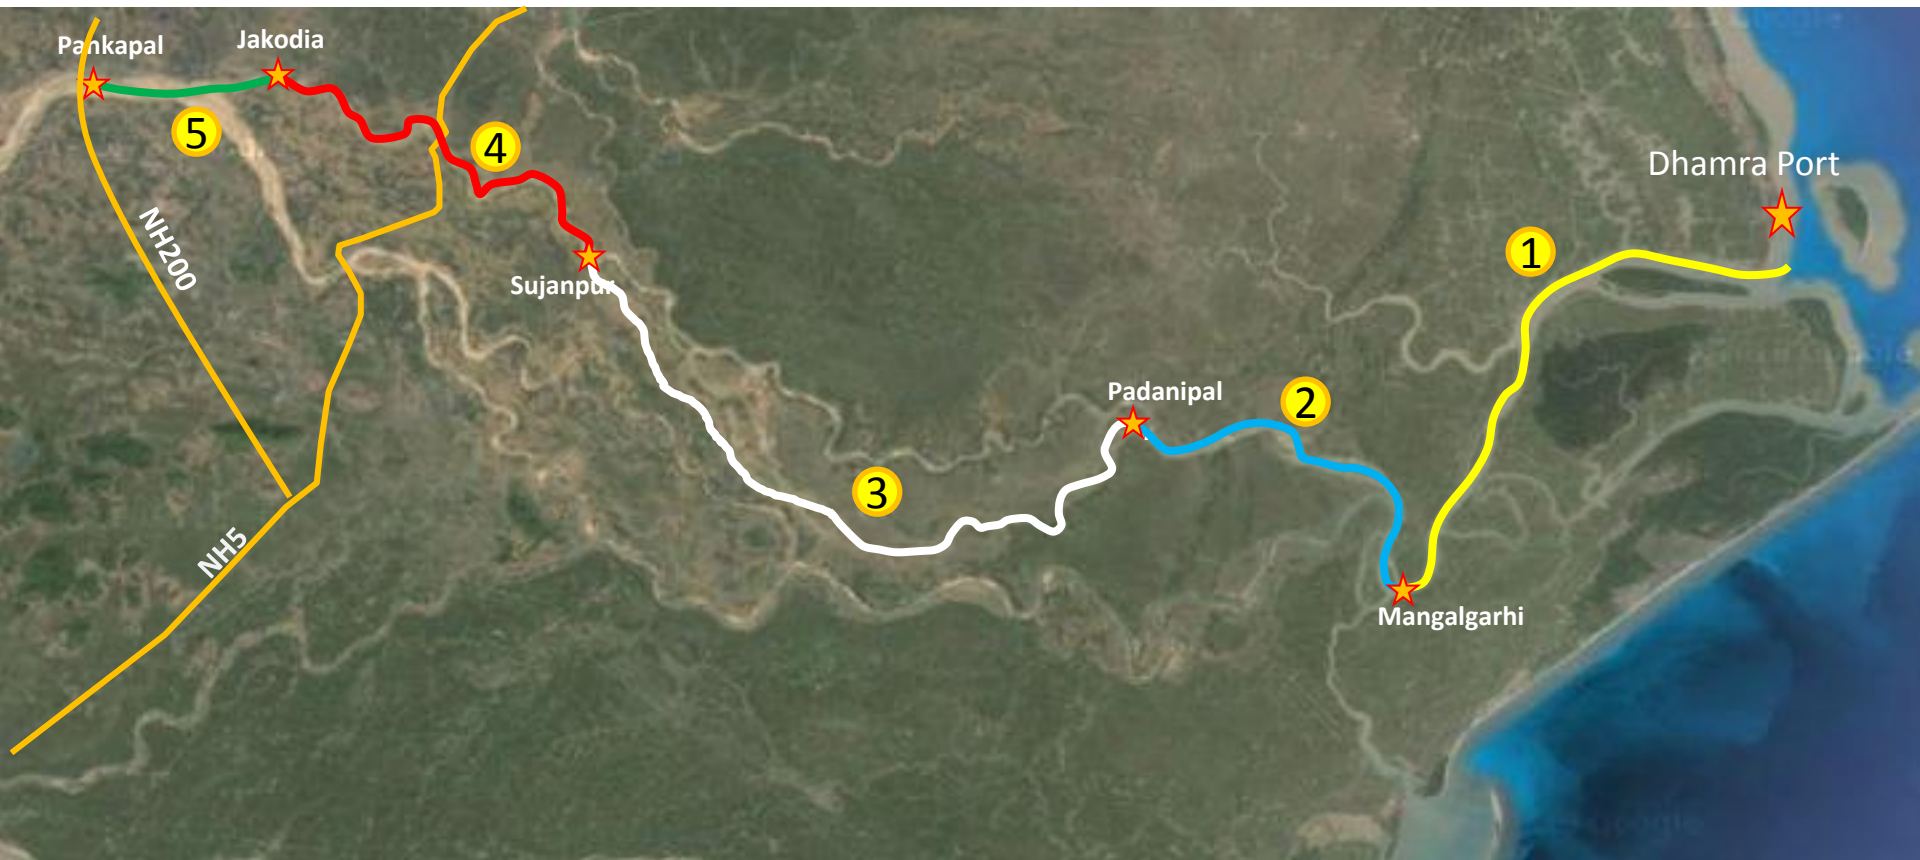 Pankapal
Jakodia
5
4
Dhamra Port
NH200
1
Sujanpur
Padanipal
2
3
NH5
Mangalgarhi